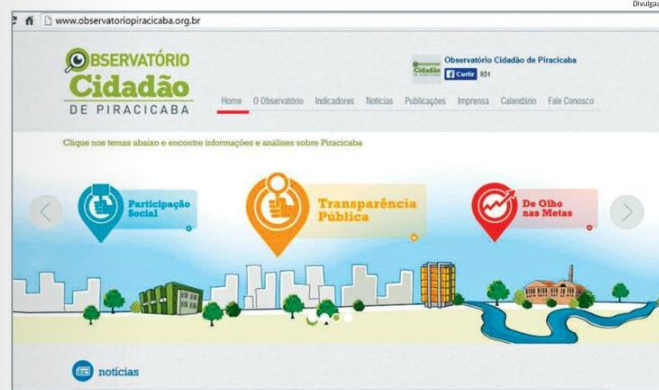 Divulgaç
www.observatoriopiracicaba.org.br
OBSERVATÓRIO
Cidadão
DE PIRACICABA
Observatório Cidadão de Piracicaba
Curtir 931
Home O Observatório Indicadores Notícias Publicações Imprensa Calendário Fale Conosco
Clique nos temas abaixo e encontre informações e análises sobre Piracicaba
Participação
Social
Transparência
Pública
De Olho
nas Metas
notícias